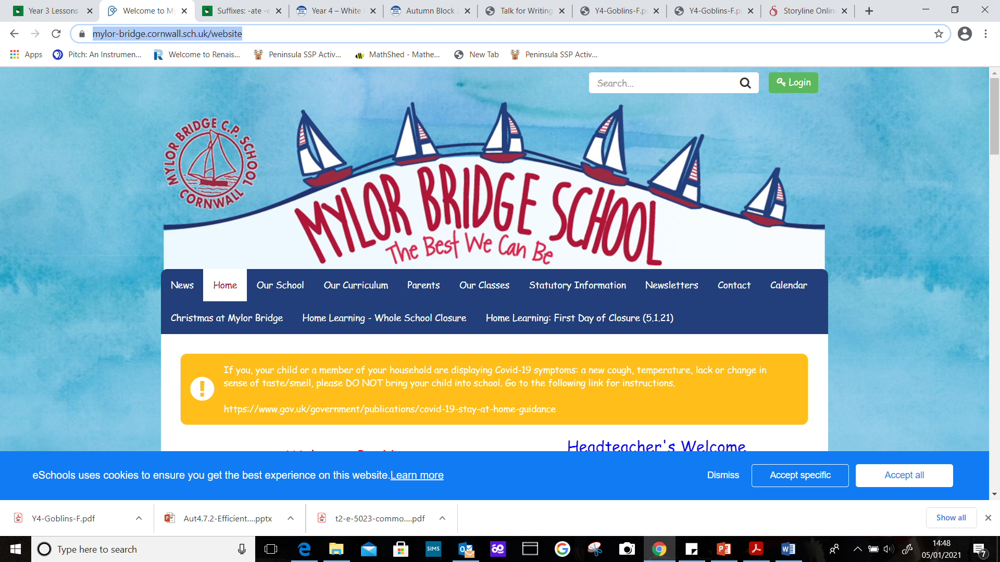 Year 3 Lessons
Welcome to My
Suffixes: -ate -e
Year 4 – White
Autumn Block 2
Talk for Writing
Y4-Goblins-F.p
Y4-Goblins-F.p
Storyline Online
mylor-bridge.cornwall.sch.uk/website
Apps
Pitch: An Instrumen...
Welcome to Renais...
Peninsula SSP Activ...
MathShed - Mathe...
New Tab
Peninsula SSP Activ...
Search...
Login
MYLOR BRIDGE C.P. SCHOOL
CORNWALL
MYLOR BRIDGE SCHOOL
The Best We Can Be
News
Home
Our School
Our Curriculum
Parents
Our Classes
Statutory Information
Newsletters
Contact
Calendar
Christmas at Mylor Bridge
Home Learning - Whole School Closure
Home Learning: First Day of Closure (5.1.21)
If you, your child or a member of your household are displaying Covid-19 symptoms: a new cough, temperature, lack or change in
sense of taste/smell, please DO NOT bring your child into school. Go to the following link for instructions.
https://www.gov.uk/government/publications/covid-19-stay-at-home-guidance
Headteacher's Welcome
eSchools uses cookies to ensure you get the best experience on this website.Learn more
Dismiss
Accept specific
Accept all
Y4-Goblins-F.pdf
Aut4.7.2-Efficient....pptx
t2-e-5023-commo....pdf
Show all
Type here to search
SIMS
14:48
05/01/2021
7